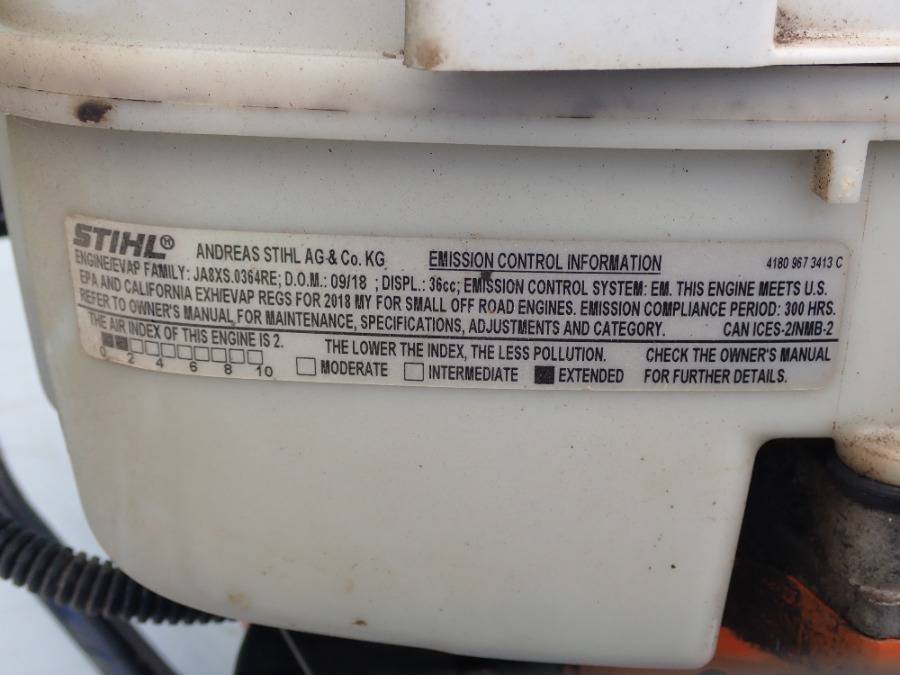 STIHL® ANDREAS STIHL AG & Co. KG EMISSION CONTROL INFORMATION 4180 967 3413 C
ENGINE/EVAP FAMILY: JA8XS.0364RE; D.O.M.: 09/18 ; DISPL.: 36cc; EMISSION CONTROL SYSTEM: EM. THIS ENGINE MEETS U.S.
EPA AND CALIFORNIA EXH/EVAP REGS FOR 2018 MY FOR SMALL OFF ROAD ENGINES. EMISSION COMPLIANCE PERIOD: 300 HRS.
REFER TO OWNER'S MANUAL FOR MAINTENANCE, SPECIFICATIONS, ADJUSTMENTS AND CATEGORY. CAN ICES-2/NMB-2
THE AIR INDEX OF THIS ENGINE IS 2. THE LOWER THE INDEX, THE LESS POLLUTION. CHECK THE OWNER'S MANUAL
0 2 4 6 8 10 MODERATE INTERMEDIATE EXTENDED FOR FURTHER DETAILS.